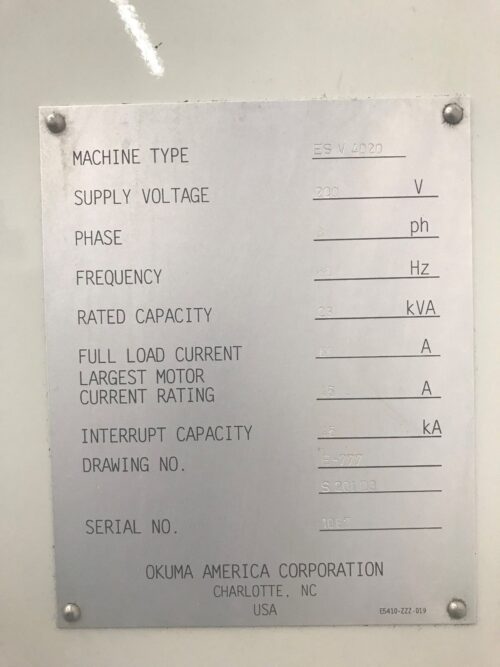 MACHINE TYPE ES V 4020
SUPPLY VOLTAGE V
PHASE ph
FREQUENCY Hz
RATED CAPACITY kVA
FULL LOAD CURRENT A
LARGEST MOTOR
CURRENT RATING A
INTERRUPT CAPACITY kA
DRAWING NO.
SERIAL NO.
OKUMA AMERICA CORPORATION
CHARLOTTE, NC
USA
E5410-ZZZ-019